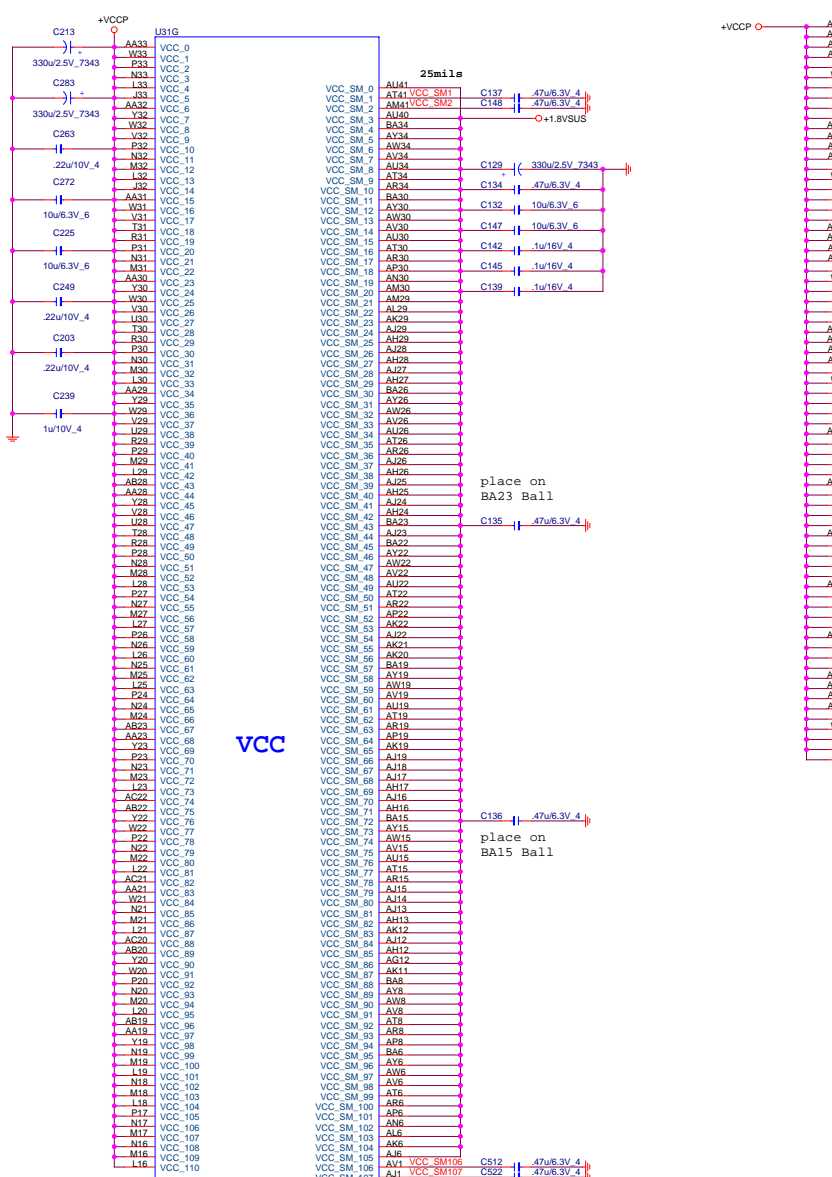 +VCCP
+VCCP
U31G
C213
330u/2.5V_7343
C283
330u/2.5V_7343
C263
.22u/10V_4
C272
10u/6.3V_6
C225
10u/6.3V_6
C249
.22u/10V_4
C203
.22u/10V_4
C239
1u/10V_4
AA33 VCC_0
W33 VCC_1
P33 VCC_2
N33 VCC_3
L33 VCC_4
J33 VCC_5
AA32 VCC_6
Y32 VCC_7
W32 VCC_8
V32 VCC_9
P32 VCC_10
N32 VCC_11
M32 VCC_12
L32 VCC_13
J32 VCC_14
AA31 VCC_15
W31 VCC_16
V31 VCC_17
T31 VCC_18
R31 VCC_19
P31 VCC_20
N31 VCC_21
M31 VCC_22
AA30 VCC_23
Y30 VCC_24
W30 VCC_25
V30 VCC_26
U30 VCC_27
T30 VCC_28
R30 VCC_29
P30 VCC_30
N30 VCC_31
M30 VCC_32
L30 VCC_33
AA29 VCC_34
Y29 VCC_35
W29 VCC_36
V29 VCC_37
U29 VCC_38
R29 VCC_39
P29 VCC_40
M29 VCC_41
L29 VCC_42
AB28 VCC_43
AA28 VCC_44
Y28 VCC_45
V28 VCC_46
U28 VCC_47
T28 VCC_48
R28 VCC_49
P28 VCC_50
N28 VCC_51
M28 VCC_52
L28 VCC_53
P27 VCC_54
N27 VCC_55
M27 VCC_56
L27 VCC_57
P26 VCC_58
N26 VCC_59
L26 VCC_60
N25 VCC_61
M25 VCC_62
L25 VCC_63
P24 VCC_64
N24 VCC_65
M24 VCC_66
AB23 VCC_67
AA23 VCC_68
Y23 VCC_69
P23 VCC_70
N23 VCC_71
M23 VCC_72
L23 VCC_73
AC22 VCC_74
AB22 VCC_75
Y22 VCC_76
W22 VCC_77
P22 VCC_78
N22 VCC_79
M22 VCC_80
L22 VCC_81
AC21 VCC_82
AA21 VCC_83
W21 VCC_84
N21 VCC_85
M21 VCC_86
L21 VCC_87
AC20 VCC_88
AB20 VCC_89
Y20 VCC_90
W20 VCC_91
P20 VCC_92
N20 VCC_93
M20 VCC_94
L20 VCC_95
AB19 VCC_96
AA19 VCC_97
Y19 VCC_98
N19 VCC_99
M19 VCC_100
L19 VCC_101
N18 VCC_102
M18 VCC_103
L18 VCC_104
P17 VCC_105
N17 VCC_106
M17 VCC_107
N16 VCC_108
M16 VCC_109
L16 VCC_110
VCC
25mils
VCC_SM_0 AU41
VCC_SM_1 AT41 VCC_SM1 C137 .47u/6.3V_4
VCC_SM_2 AM41 VCC_SM2 C148 .47u/6.3V_4
VCC_SM_3 AU40 +1.8VSUS
VCC_SM_4 BA34
VCC_SM_5 AY34
VCC_SM_6 AW34
VCC_SM_7 AV34
VCC_SM_8 AU34 C129 330u/2.5V_7343
VCC_SM_9 AT34
VCC_SM_10 AR34 C134 .47u/6.3V_4
VCC_SM_11 BA30
VCC_SM_12 AY30 C132 10u/6.3V_6
VCC_SM_13 AW30
VCC_SM_14 AV30 C147 10u/6.3V_6
VCC_SM_15 AU30
VCC_SM_16 AT30 C142 .1u/16V_4
VCC_SM_17 AR30
VCC_SM_18 AP30 C145 .1u/16V_4
VCC_SM_19 AN30
VCC_SM_20 AM30 C139 .1u/16V_4
VCC_SM_21 AM29
VCC_SM_22 AL29
VCC_SM_23 AK29
VCC_SM_24 AJ29
VCC_SM_25 AH29
VCC_SM_26 AJ28
VCC_SM_27 AH28
VCC_SM_28 AJ27
VCC_SM_29 AH27
VCC_SM_30 BA26
VCC_SM_31 AY26
VCC_SM_32 AW26
VCC_SM_33 AV26
VCC_SM_34 AU26
VCC_SM_35 AT26
VCC_SM_36 AR26
VCC_SM_37 AJ26
VCC_SM_38 AH26
VCC_SM_39 AJ25
VCC_SM_40 AH25
VCC_SM_41 AJ24
VCC_SM_42 AH24
place on
BA23 Ball
VCC_SM_43 BA23 C135 .47u/6.3V_4
VCC_SM_44 AJ23
VCC_SM_45 BA22
VCC_SM_46 AY22
VCC_SM_47 AW22
VCC_SM_48 AV22
VCC_SM_49 AU22
VCC_SM_50 AT22
VCC_SM_51 AR22
VCC_SM_52 AP22
VCC_SM_53 AK22
VCC_SM_54 AJ22
VCC_SM_55 AK21
VCC_SM_56 AK20
VCC_SM_57 BA19
VCC_SM_58 AY19
VCC_SM_59 AW19
VCC_SM_60 AV19
VCC_SM_61 AU19
VCC_SM_62 AT19
VCC_SM_63 AR19
VCC_SM_64 AP19
VCC_SM_65 AK19
VCC_SM_66 AJ19
VCC_SM_67 AJ18
VCC_SM_68 AJ17
VCC_SM_69 AH17
VCC_SM_70 AJ16
VCC_SM_71 AH16
VCC_SM_72 BA15 C136 .47u/6.3V_4
VCC_SM_73 AY15
place on
BA15 Ball
VCC_SM_74 AW15
VCC_SM_75 AV15
VCC_SM_76 AU15
VCC_SM_77 AT15
VCC_SM_78 AR15
VCC_SM_79 AJ15
VCC_SM_80 AJ14
VCC_SM_81 AJ13
VCC_SM_82 AH13
VCC_SM_83 AK12
VCC_SM_84 AJ12
VCC_SM_85 AH12
VCC_SM_86 AG12
VCC_SM_87 AK11
VCC_SM_88 BA8
VCC_SM_89 AY8
VCC_SM_90 AW8
VCC_SM_91 AV8
VCC_SM_92 AT8
VCC_SM_93 AR8
VCC_SM_94 AP8
VCC_SM_95 BA6
VCC_SM_96 AY6
VCC_SM_97 AW6
VCC_SM_98 AV6
VCC_SM_99 AT6
VCC_SM_100 AR6
VCC_SM_101 AP6
VCC_SM_102 AN6
VCC_SM_103 AL6
VCC_SM_104 AK6
VCC_SM_105 AJ6
VCC_SM_106 AV1 VCC_SM106 C512 .47u/6.3V_4
VCC_SM_107 AJ1 VCC_SM107 C522 .47u/6.3V_4